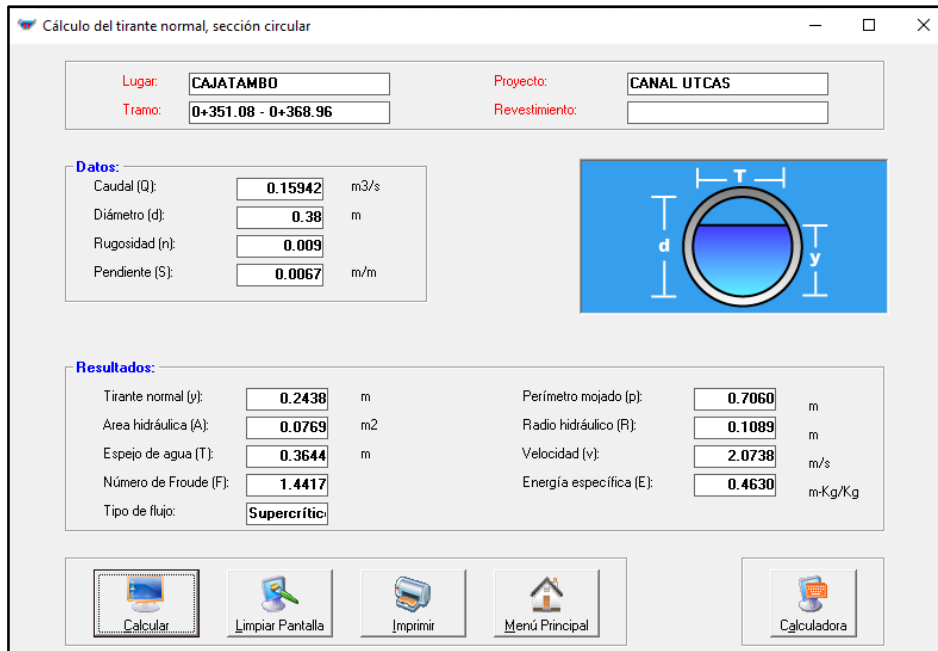 Cálculo del tirante normal, sección circular
Lugar: CAJATAMBO Proyecto: CANAL UTCAS
Tramo: 0+351.08 - 0+368.96 Revestimiento:
Datos:
Caudal (Q): 0.15942 m3/s
Diámetro (d): 0.38 m
Rugosidad (n): 0.009
Pendiente (S): 0.0067 m/m
T
d
y
Resultados:
Tirante normal (y): 0.2438 m Perímetro mojado (p): 0.7060 m
Area hidráulica (A): 0.0769 m2 Radio hidráulico (R): 0.1089 m
Espejo de agua (T): 0.3644 m Velocidad (v): 2.0738 m/s
Número de Froude (F): 1.4417 Energía específica (E): 0.4630 m-Kg/Kg
Tipo de flujo: Supercrític
Calcular Limpiar Pantalla Imprimir Menú Principal Calculadora